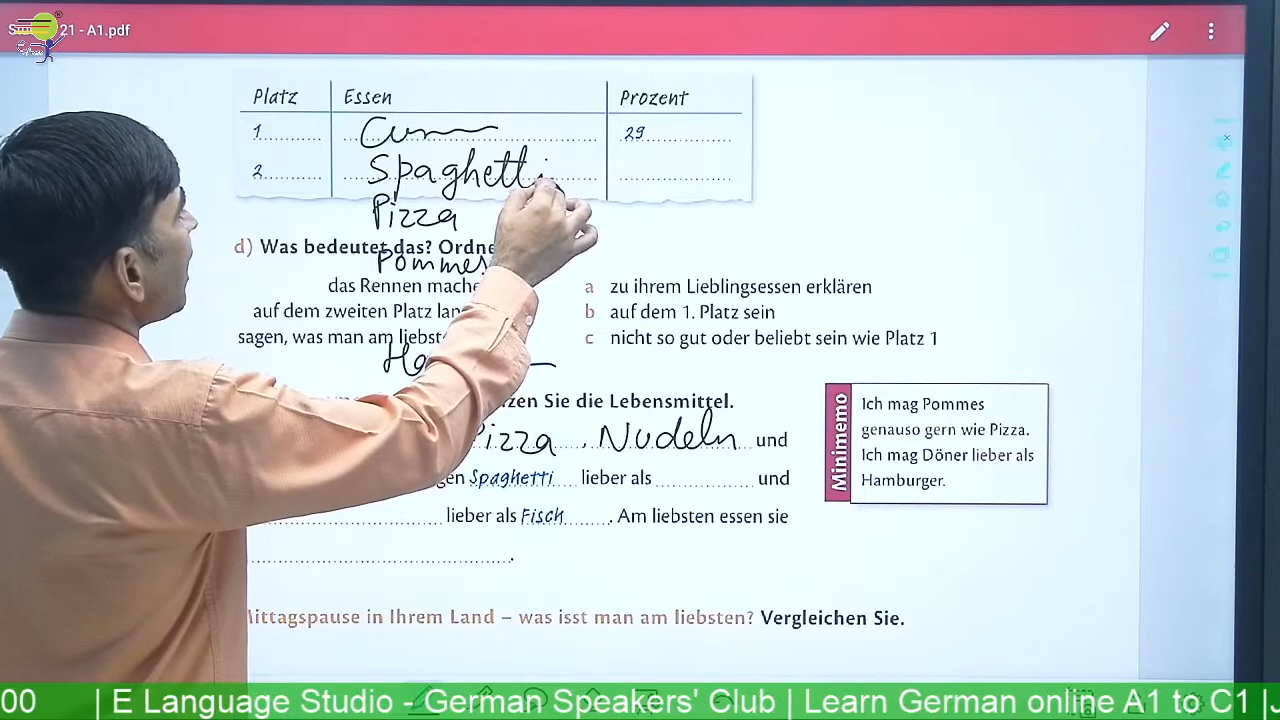 21 - A1.pdf
Platz Essen Prozent
1 29
2 Spaghetti
Pizza
d) Was bedeutet das? Ordne
Pommes
das Rennen mache
a zu ihrem Lieblingsessen erklären
auf dem zweiten Platz lan
b auf dem 1. Platz sein
sagen, was man am liebst
c nicht so gut oder beliebt sein wie Platz 1
zen Sie die Lebensmittel.
Pizza , Nudeln und
gen Spaghetti lieber als und
lieber als Fisch . Am liebsten essen sie
.
Minimemo
Ich mag Pommes
genauso gern wie Pizza.
Ich mag Döner lieber als
Hamburger.
Mittagspause in Ihrem Land – was isst man am liebsten? Vergleichen Sie.
00 | E Language Studio - German Speakers' Club | Learn German online A1 to C1 |J